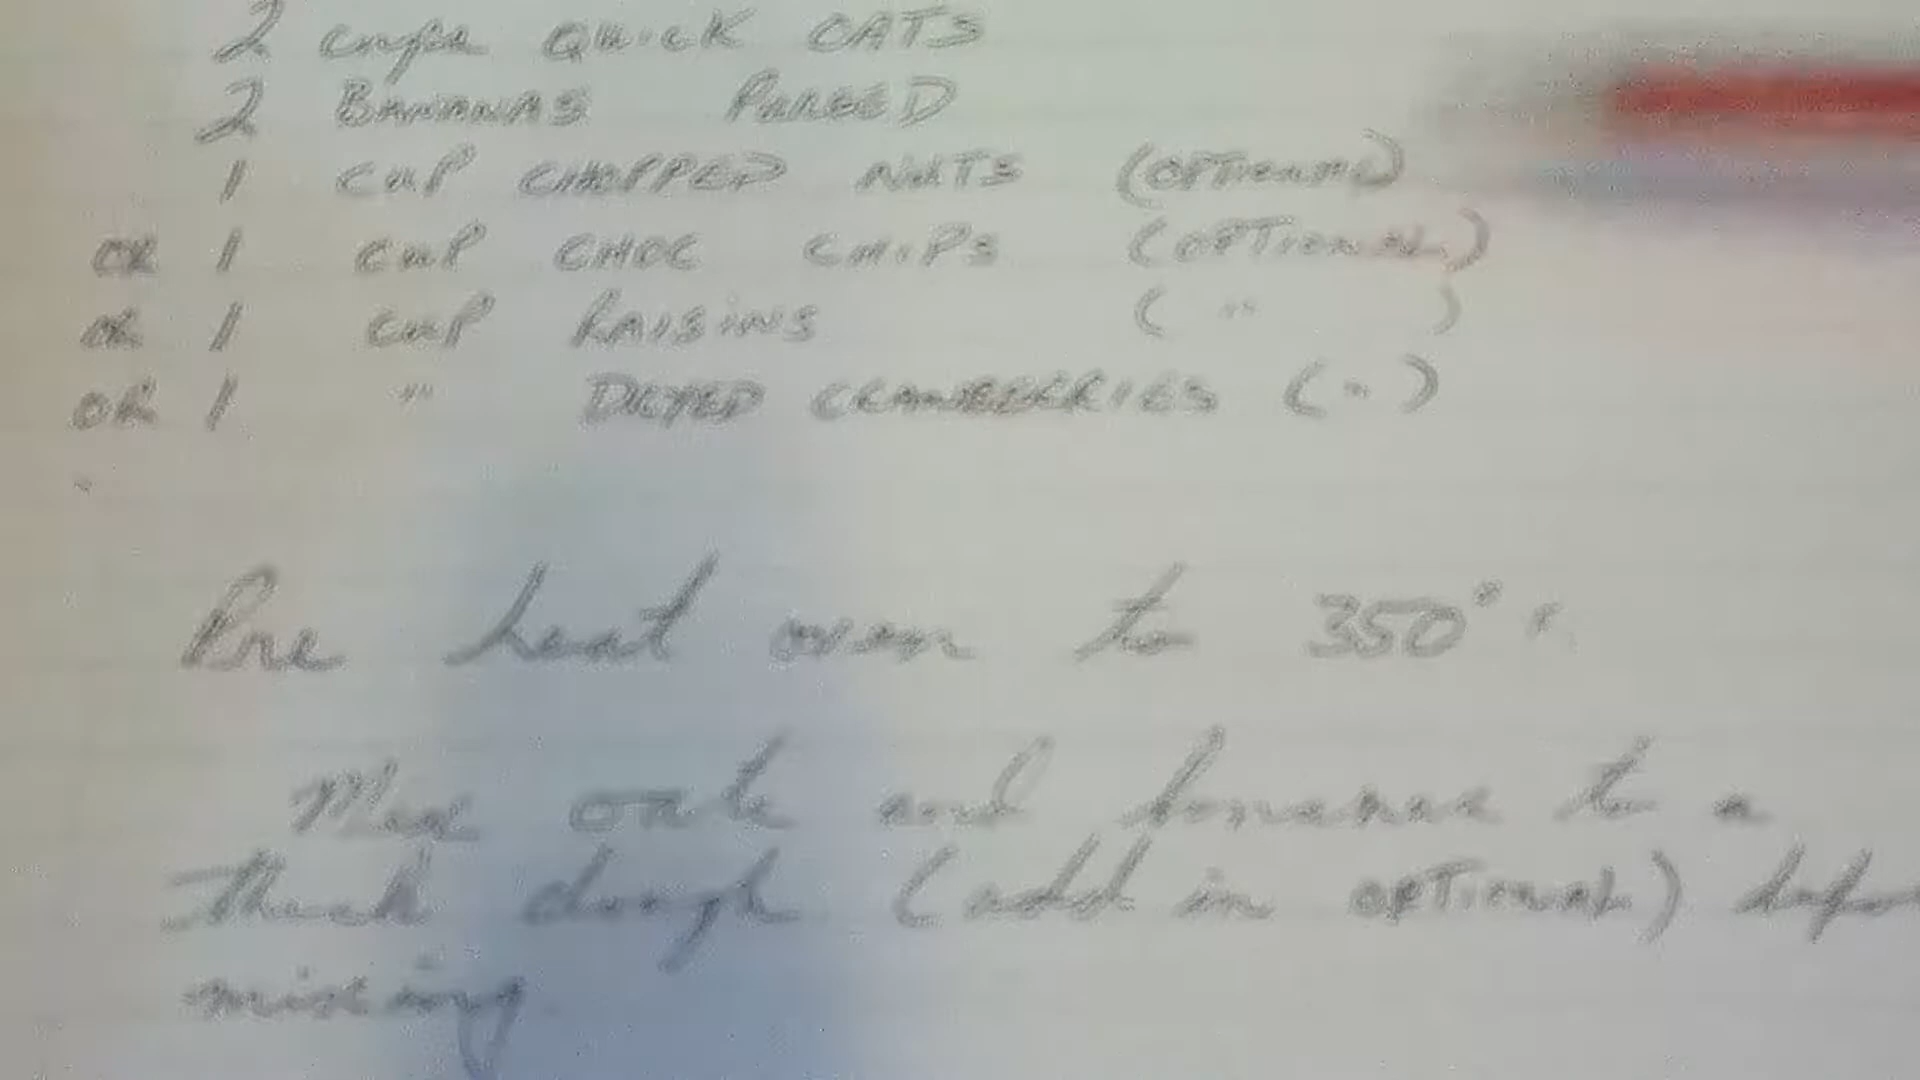 2 cups QUICK OATS
2 BANANAS PUREED
1 CUP CHOPPED NUTS (OPTIONAL)
OR 1 CUP CHOC CHIPS (OPTIONAL)
OR 1 CUP RAISINS ( " )
OR 1 " DRYED CRANBERRIES ( " )
Pre heat oven to 350°
Mix oats and bananas to a
thick dough (add in OPTIONAL) befo
mixing.